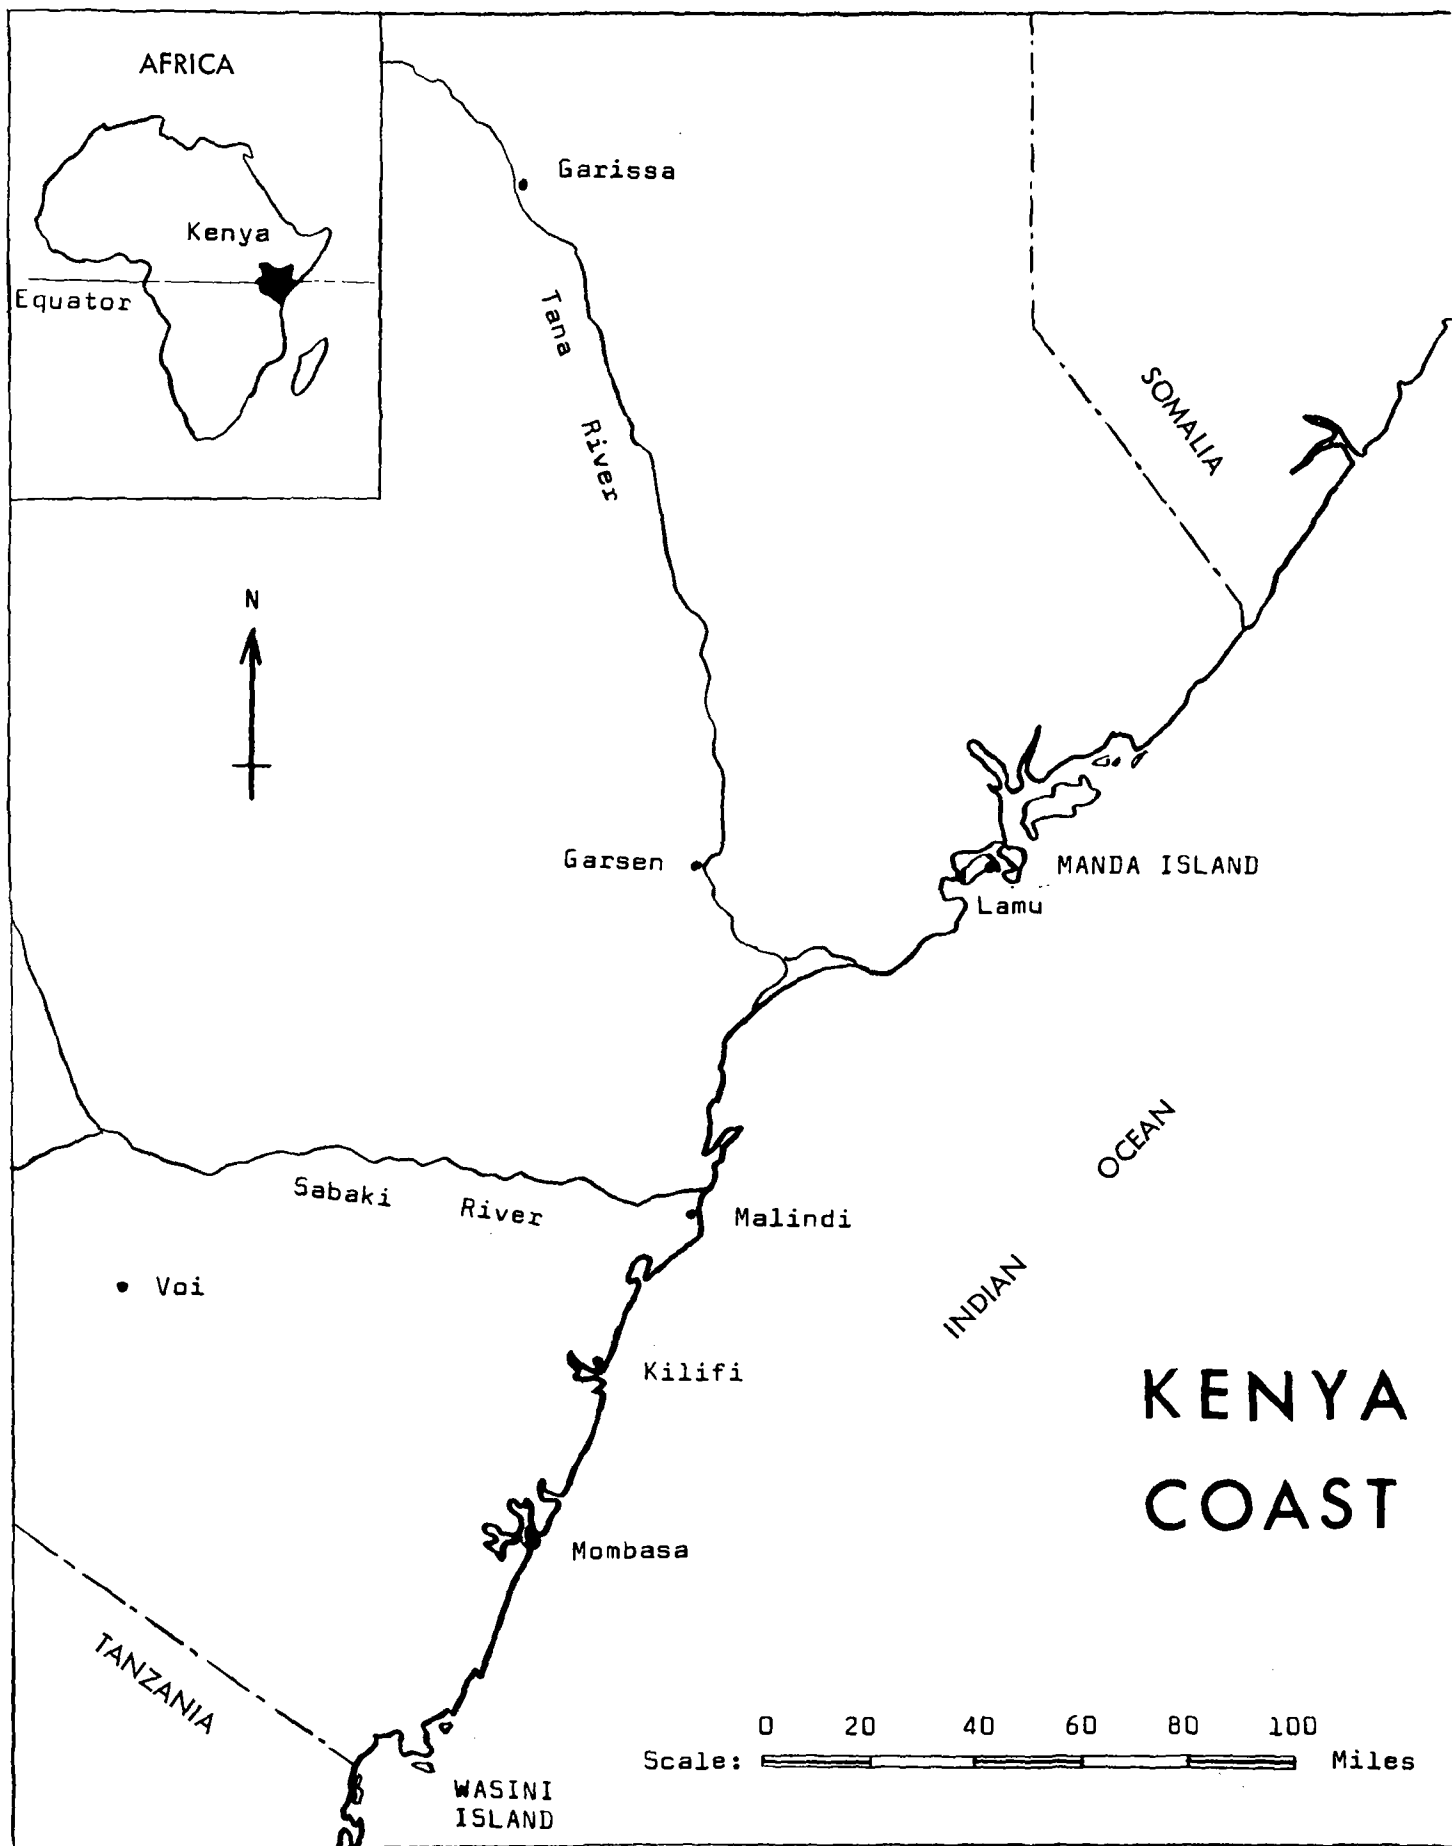 AFRICA
Kenya
Equator
Garissa
Tana River
SOMALIA
N
Garsen
MANDA ISLAND
Lamu
Sabaki River
Malindi
Voi
INDIAN OCEAN
Kilifi
KENYA
COAST
Mombasa
TANZANIA
0 20 40 60 80 100
Scale: Miles
WASINI
ISLAND